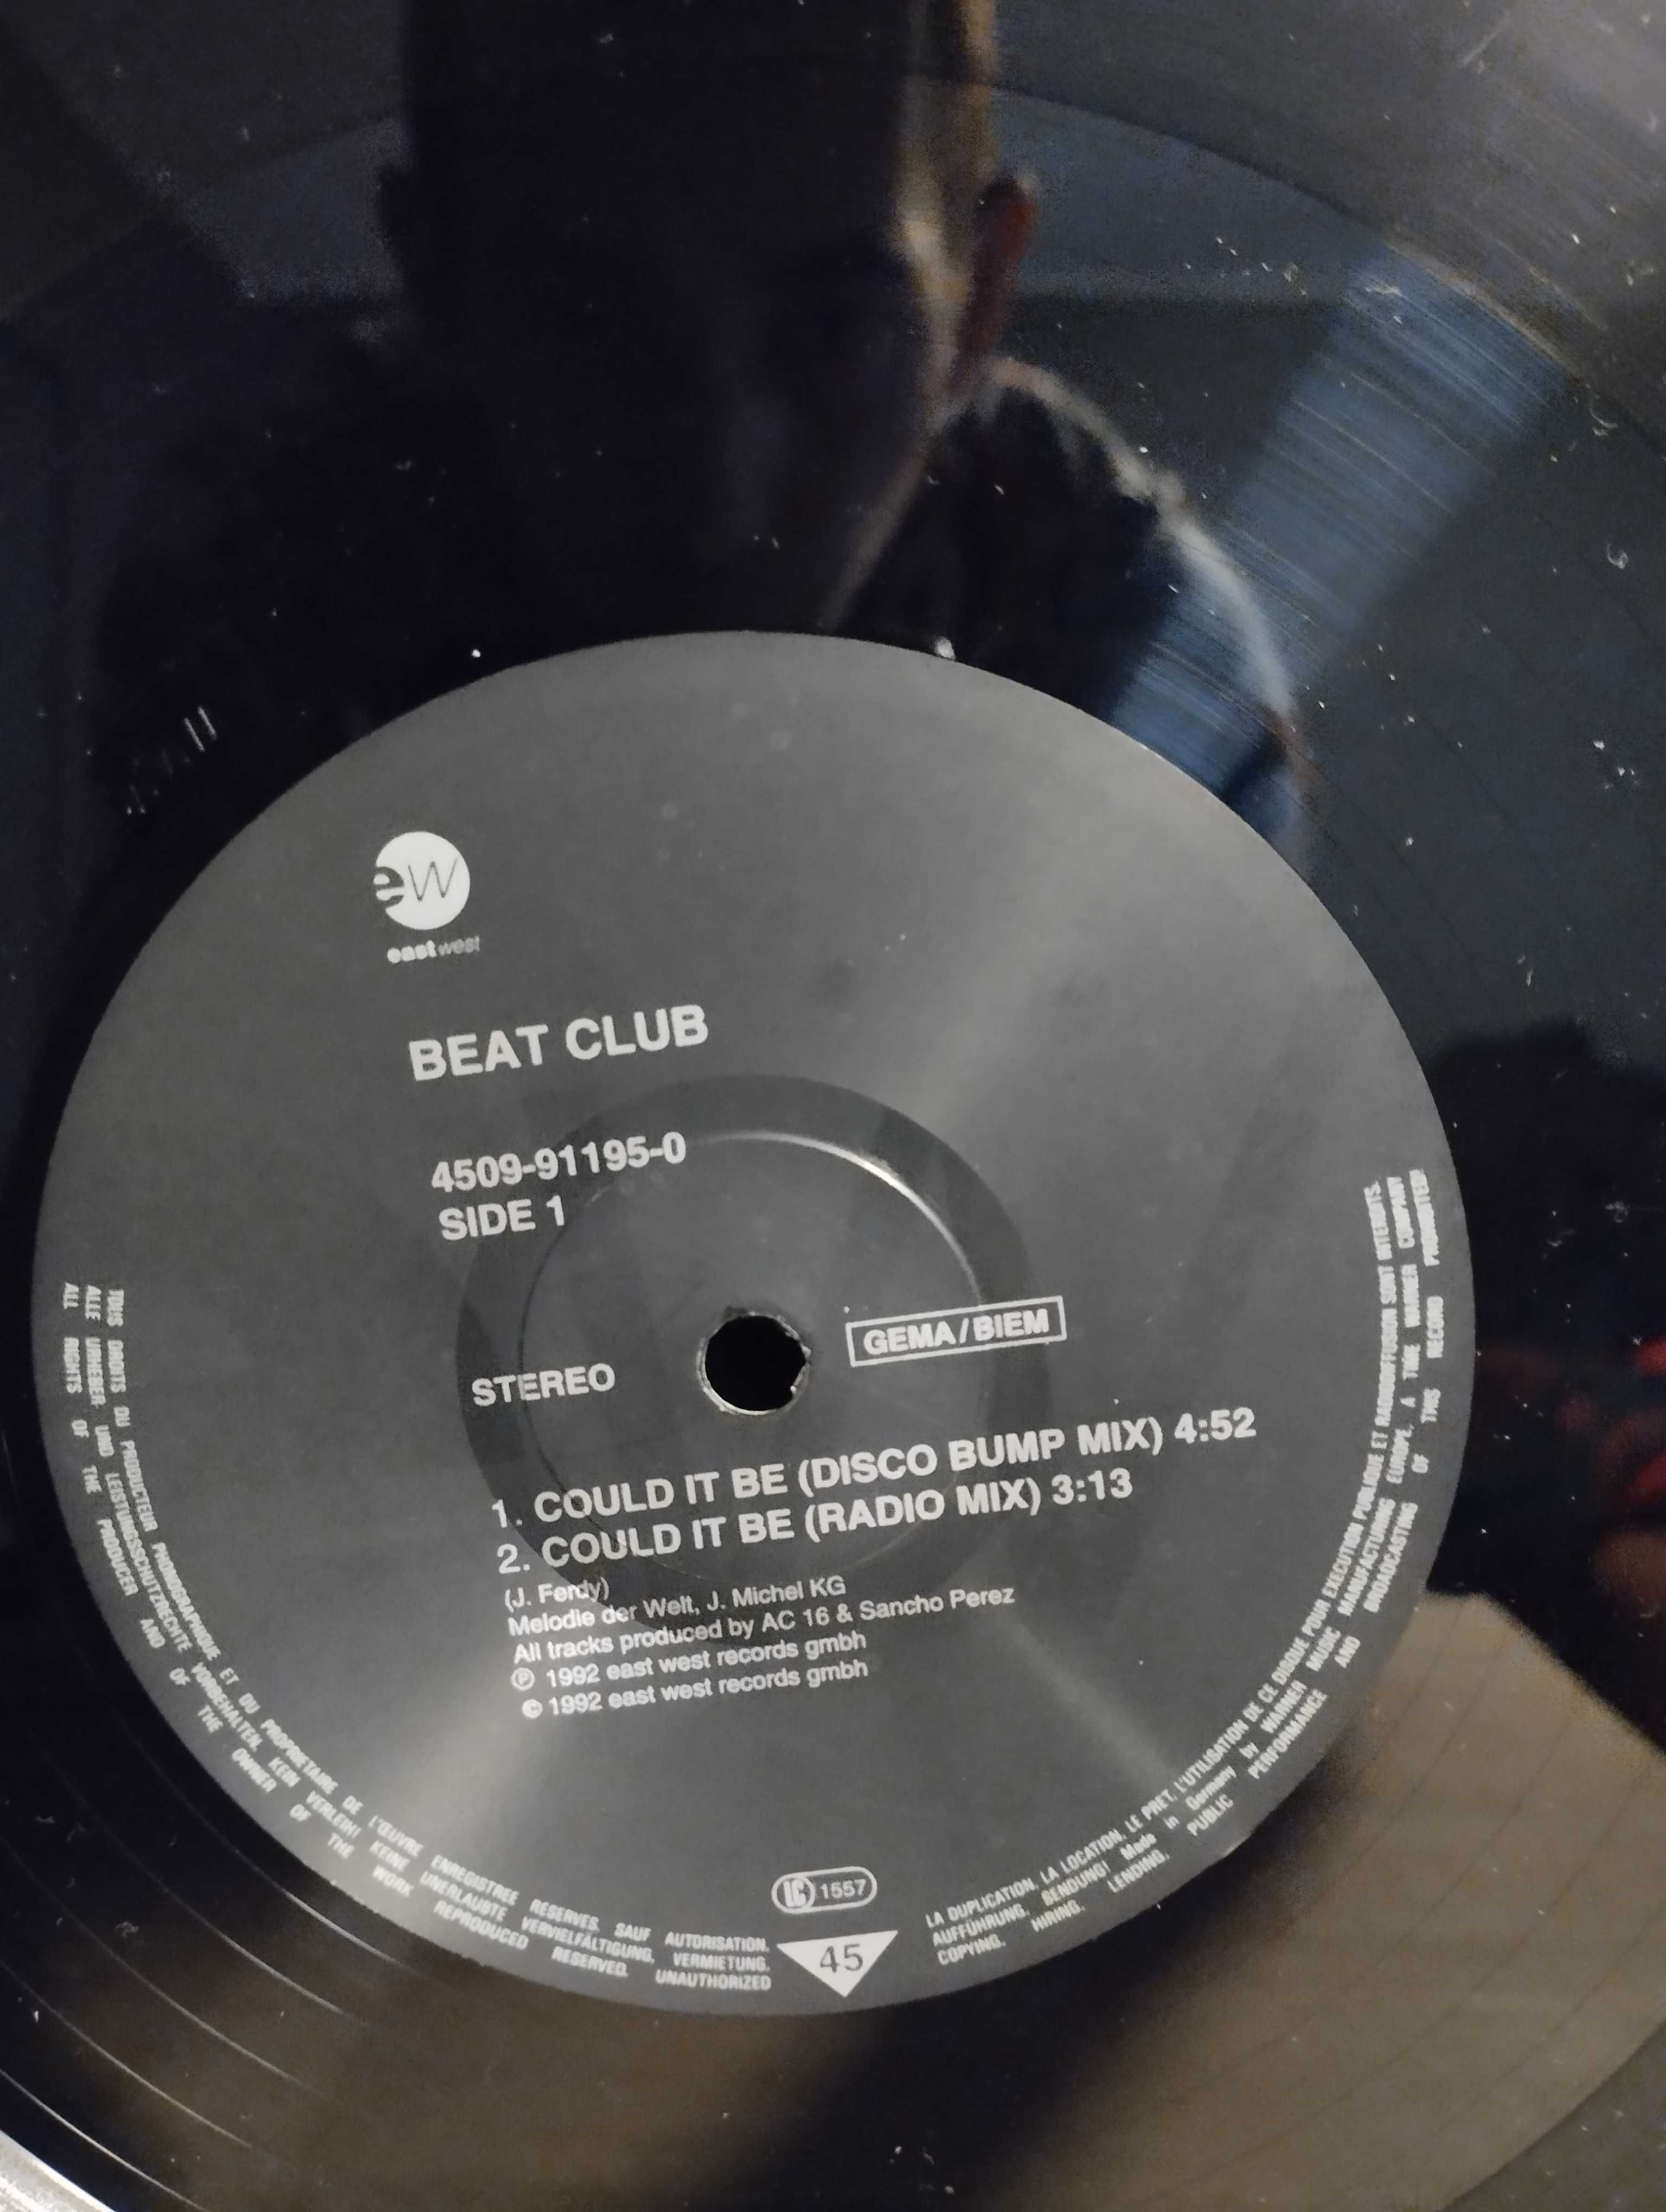 eW
eastwest
BEAT CLUB
4509-91195-0
SIDE 1
STEREO
GEMA/BIEM
1. COULD IT BE (DISCO BUMP MIX) 4:52
2. COULD IT BE (RADIO MIX) 3:13
(J. Ferdy)
Melodie der Welt, J. Michel KG
All tracks produced by AC 16 & Sancho Perez
℗ 1992 east west records gmbh
© 1992 east west records gmbh
LC 1557
45
TOUS DROITS DU PRODUCTEUR PHONOGRAPHIQUE ET DU PROPRIETAIRE DE L'ŒUVRE ENREGISTREE RESERVES. SAUF AUTORISATION, LA DUPLICATION, LA LOCATION, LE PRET, L'UTILISATION DE CE DISQUE POUR EXECUTION PUBLIQUE ET RADIODIFFUSION SONT INTERDITS.
ALLE URHEBER UND LEISTUNGSSCHUTZRECHTE VORBEHALTEN. KEIN VERLEIH! KEINE UNERLAUBTE VERVIELFÄLTIGUNG, VERMIETUNG, AUFFÜHRUNG, SENDUNG! Made in Germany by WARNER MUSIC MANUFACTURING EUROPE. A TIME WARNER COMPANY
ALL RIGHTS OF THE PRODUCER AND OF THE OWNER OF THE WORK REPRODUCED RESERVED. UNAUTHORIZED COPYING, HIRING, LENDING, PUBLIC PERFORMANCE AND BROADCASTING OF THIS RECORD PROHIBITED!